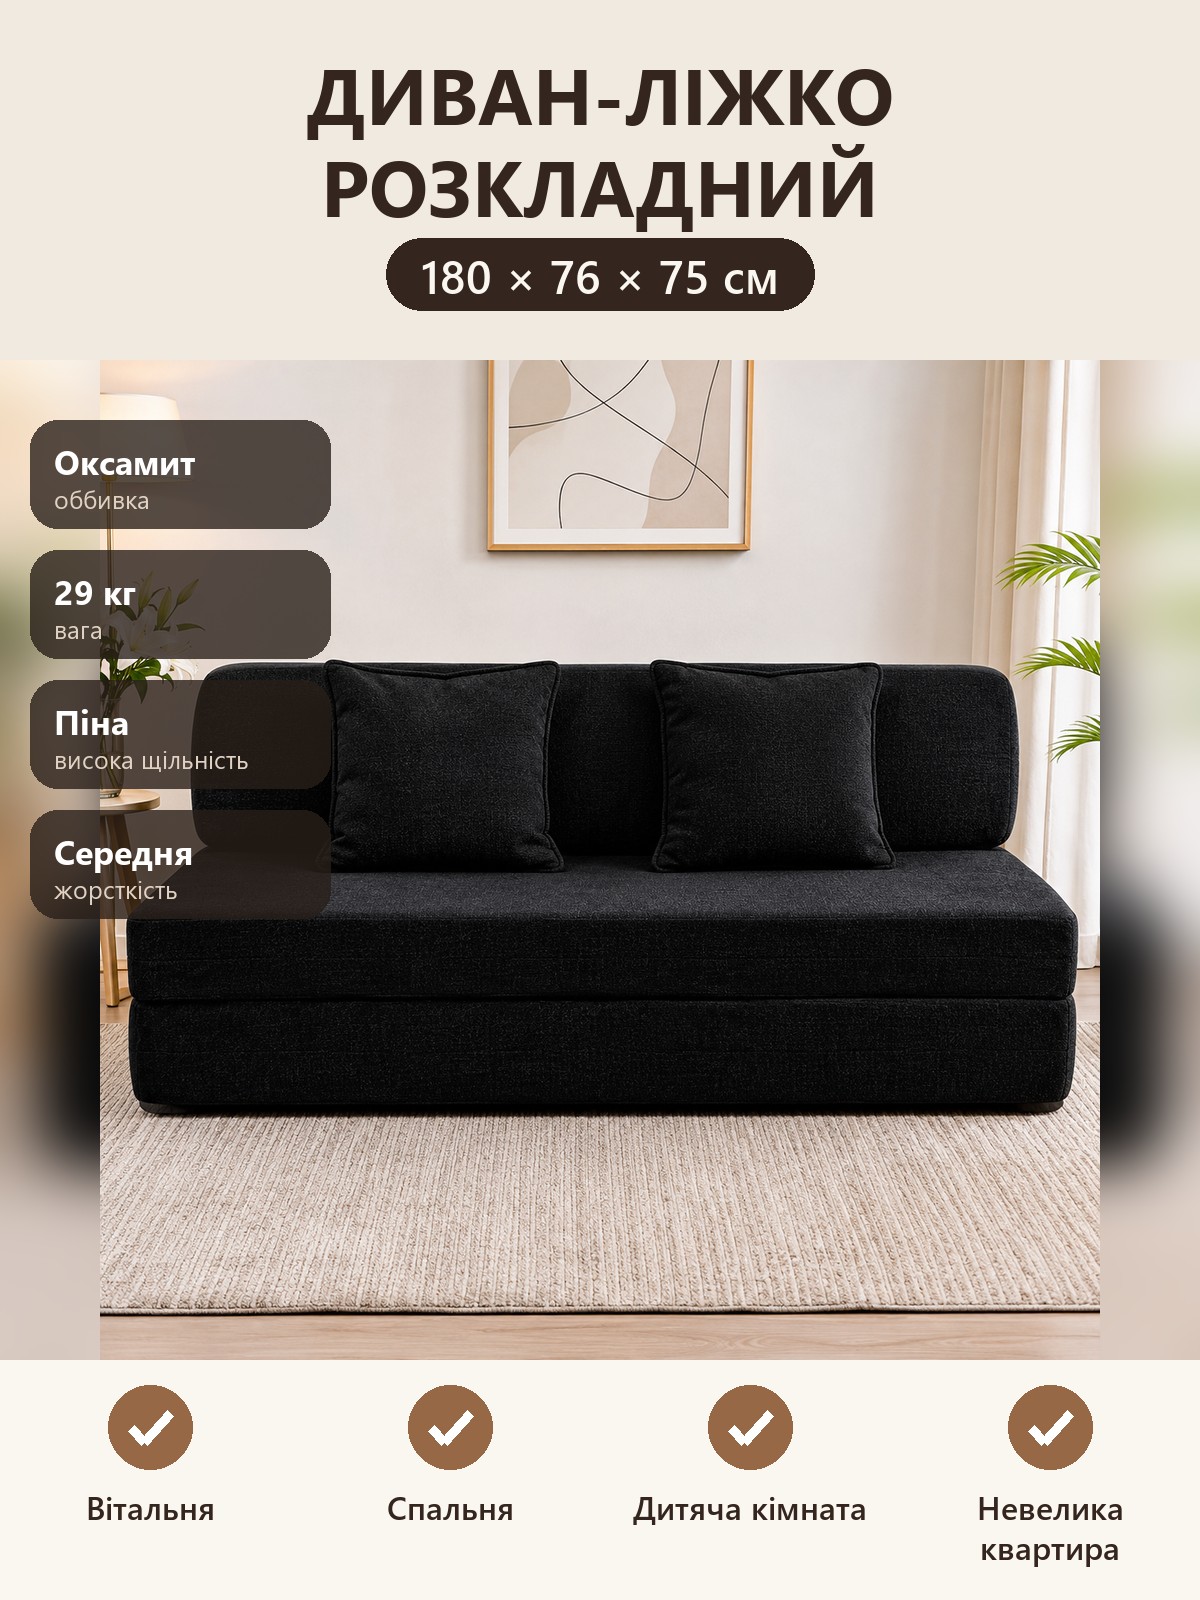 ДИВАН-ЛІЖКО
РОЗКЛАДНИЙ
180 × 76 × 75 см
Оксамит
оббивка
29 кг
вага
Піна
висока щільність
Середня
жорсткість
Вітальня
Спальня
Дитяча кімната
Невелика
квартира